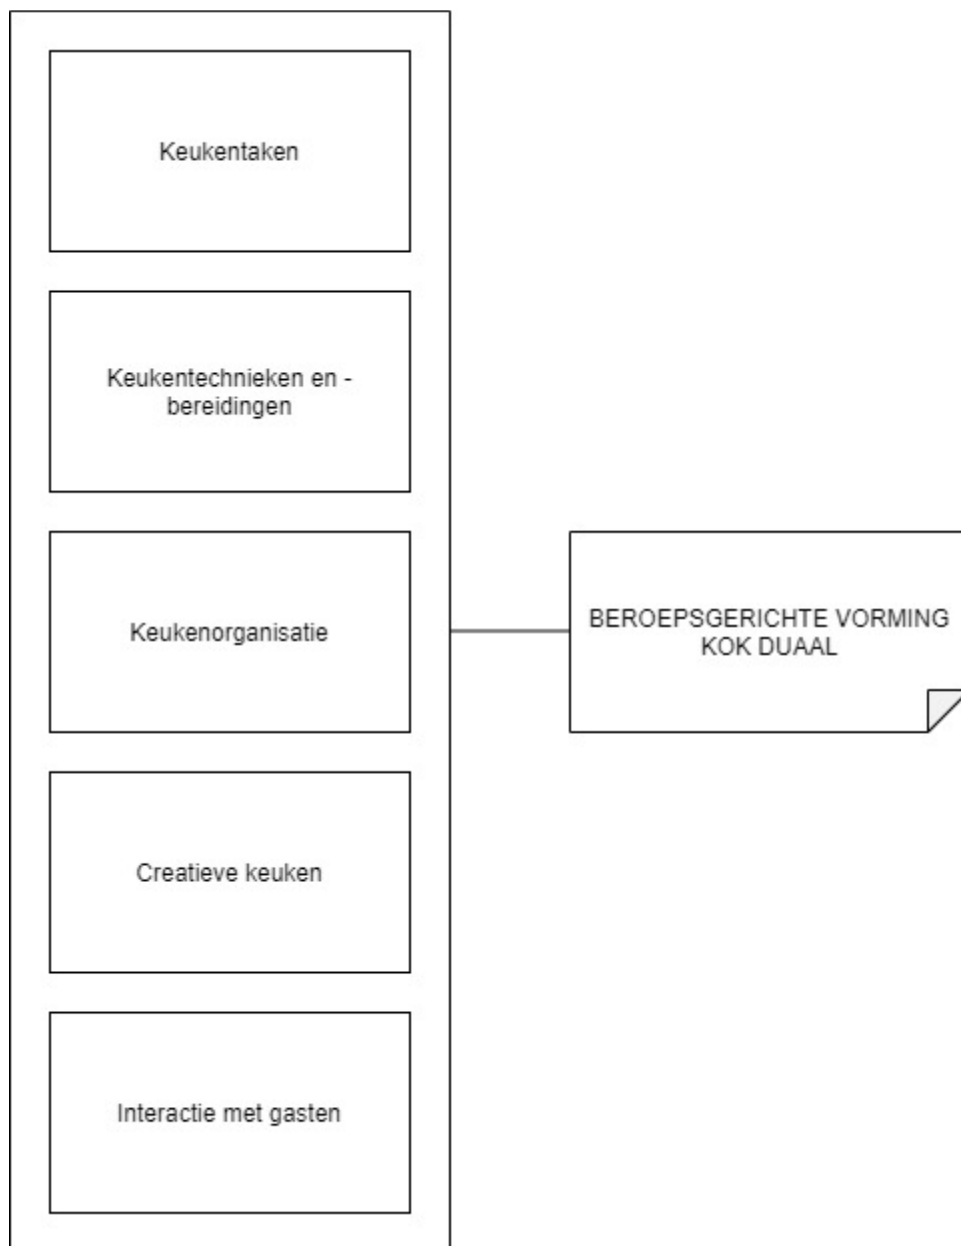 Keukentaken
Keukentechnieken en -
bereidingen
Keukenorganisatie
BEROEPSGERICHTE VORMING
KOK DUAAL
Creatieve keuken
Interactie met gasten